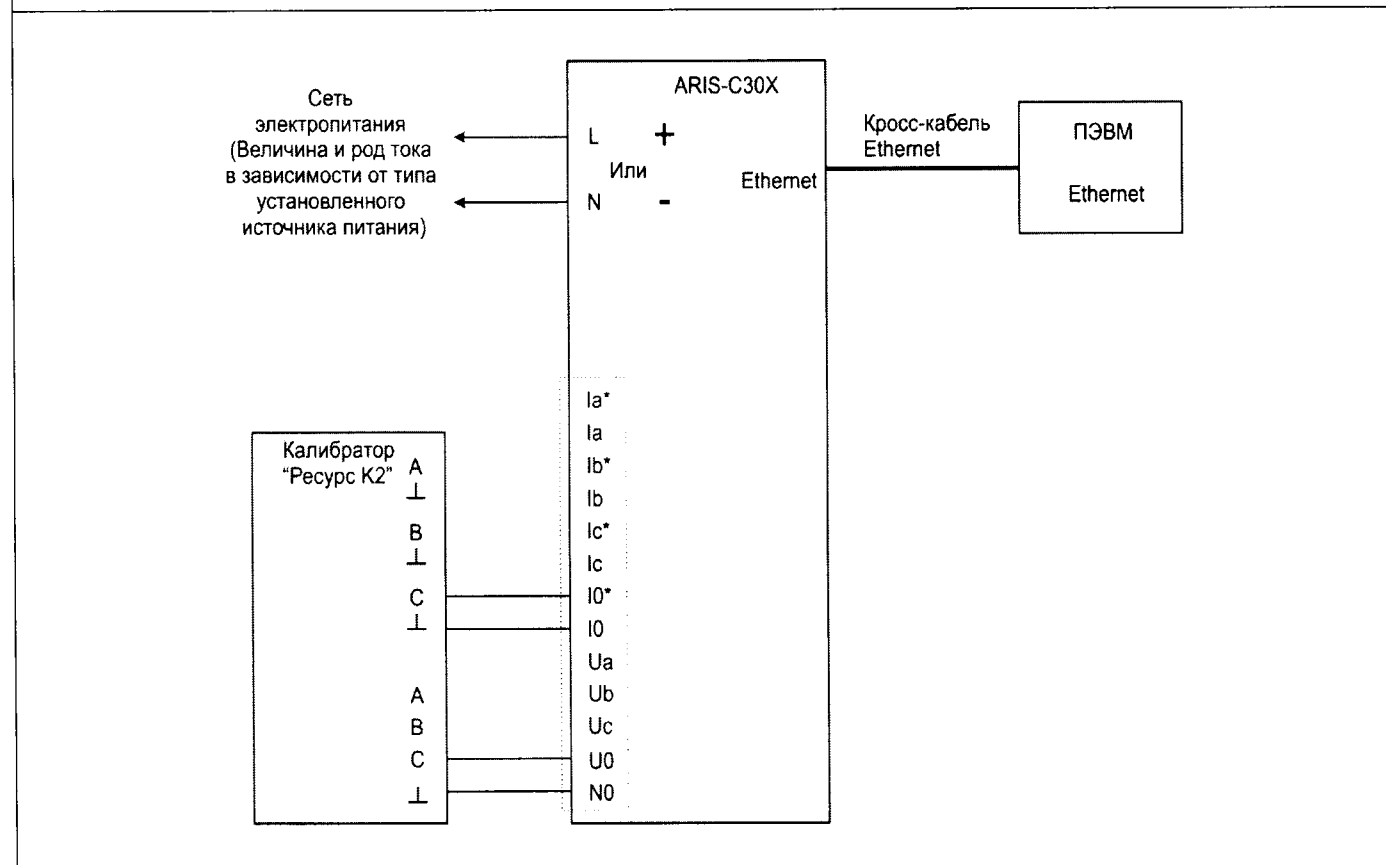 Сеть
электропитания
(Величина и род тока
в зависимости от типа
установленного
источника питания)
ARIS-C30X
L +
Или
N -
Ethernet
Кросс-кабель
Ethernet
ПЭВМ
Ethernet
Калибратор
“Ресурс К2”
A
⊥
B
⊥
C
⊥
A
B
C
⊥
Ia*
Ia
Ib*
Ib
Ic*
Ic
I0*
I0
Ua
Ub
Uc
U0
N0